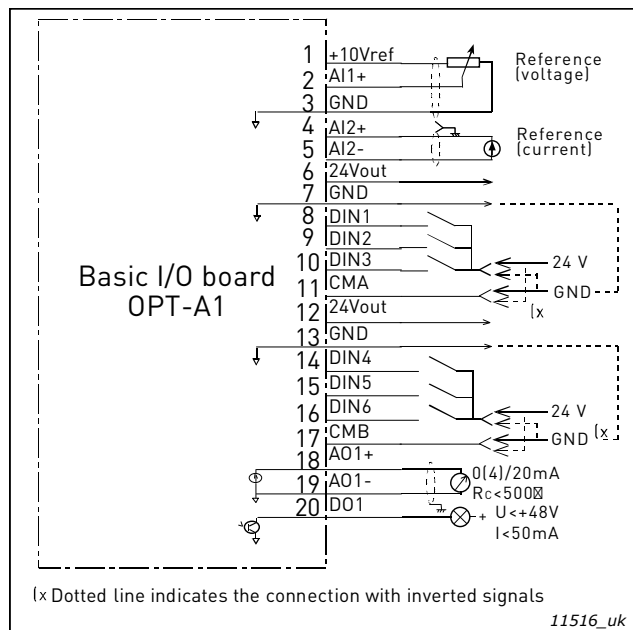 1 +10Vref
2 AI1+
3 GND
Reference
(voltage)
4 AI2+
5 AI2-
Reference
(current)
6 24Vout
7 GND
8 DIN1
9 DIN2
10 DIN3
24 V
11 CMA
GND
(x
Basic I/O board
OPT-A1
12 24Vout
13 GND
14 DIN4
15 DIN5
16 DIN6
24 V
17 CMB
GND (x
18 AO1+
0(4)/20mA
19 AO1-
RC<500
20 DO1
+ U<+48V
I<50mA
(x Dotted line indicates the connection with inverted signals
11516_uk